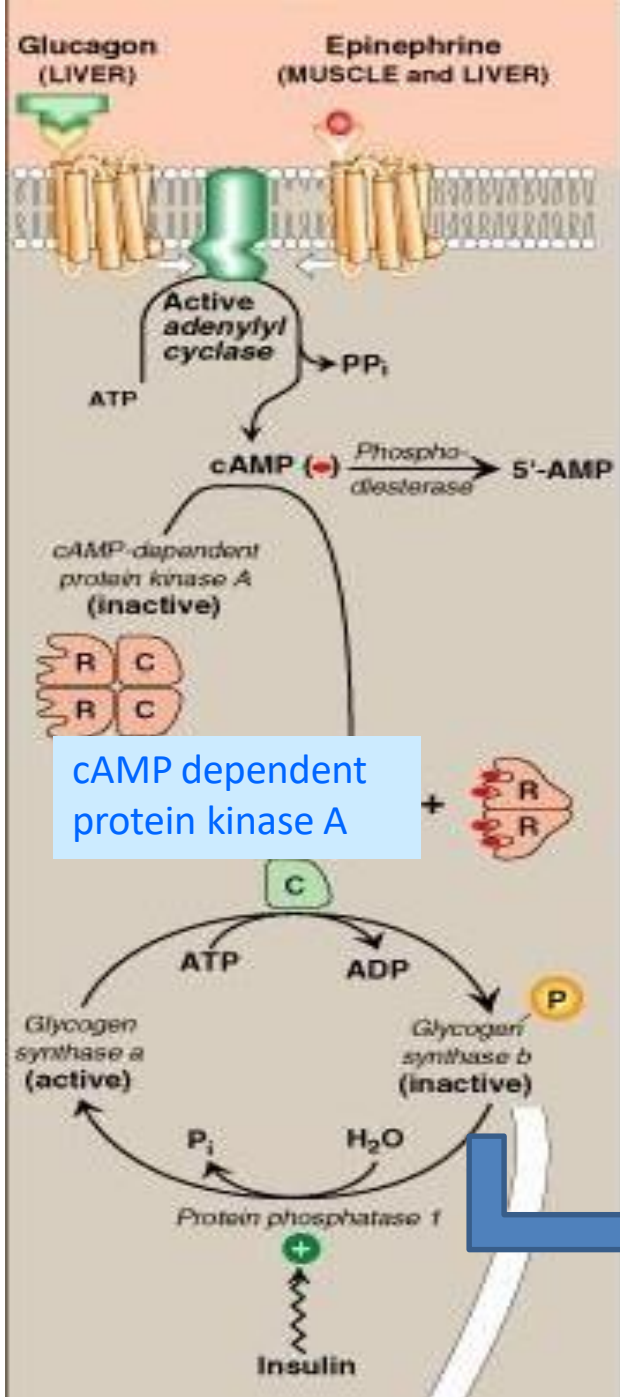 Glucagon
(LIVER)
Epinephrine
(MUSCLE and LIVER)
Active
adenylyl
cyclase
ATP
PPi
cAMP (●)
Phospho-
diesterase
5'-AMP
cAMP-dependent
protein kinase A
(inactive)
R C
R C
cAMP dependent
protein kinase A
+
R
R
C
ATP
ADP
P
Glycogen
synthase a
(active)
Glycogen
synthase b
(inactive)
Pi
H₂O
Protein phosphatase 1
+
Insulin